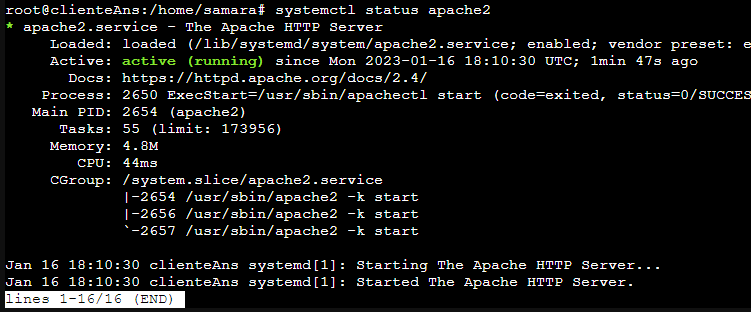 root@clienteAns:/home/samara# systemctl status apache2
* apache2.service - The Apache HTTP Server
     Loaded: loaded (/lib/systemd/system/apache2.service; enabled; vendor preset: e
     Active: active (running) since Mon 2023-01-16 18:10:30 UTC; 1min 47s ago
       Docs: https://httpd.apache.org/docs/2.4/
    Process: 2650 ExecStart=/usr/sbin/apachectl start (code=exited, status=0/SUCCES
   Main PID: 2654 (apache2)
      Tasks: 55 (limit: 173956)
     Memory: 4.8M
        CPU: 44ms
     CGroup: /system.slice/apache2.service
             |-2654 /usr/sbin/apache2 -k start
             |-2656 /usr/sbin/apache2 -k start
             `-2657 /usr/sbin/apache2 -k start

Jan 16 18:10:30 clienteAns systemd[1]: Starting The Apache HTTP Server...
Jan 16 18:10:30 clienteAns systemd[1]: Started The Apache HTTP Server.
lines 1-16/16 (END)